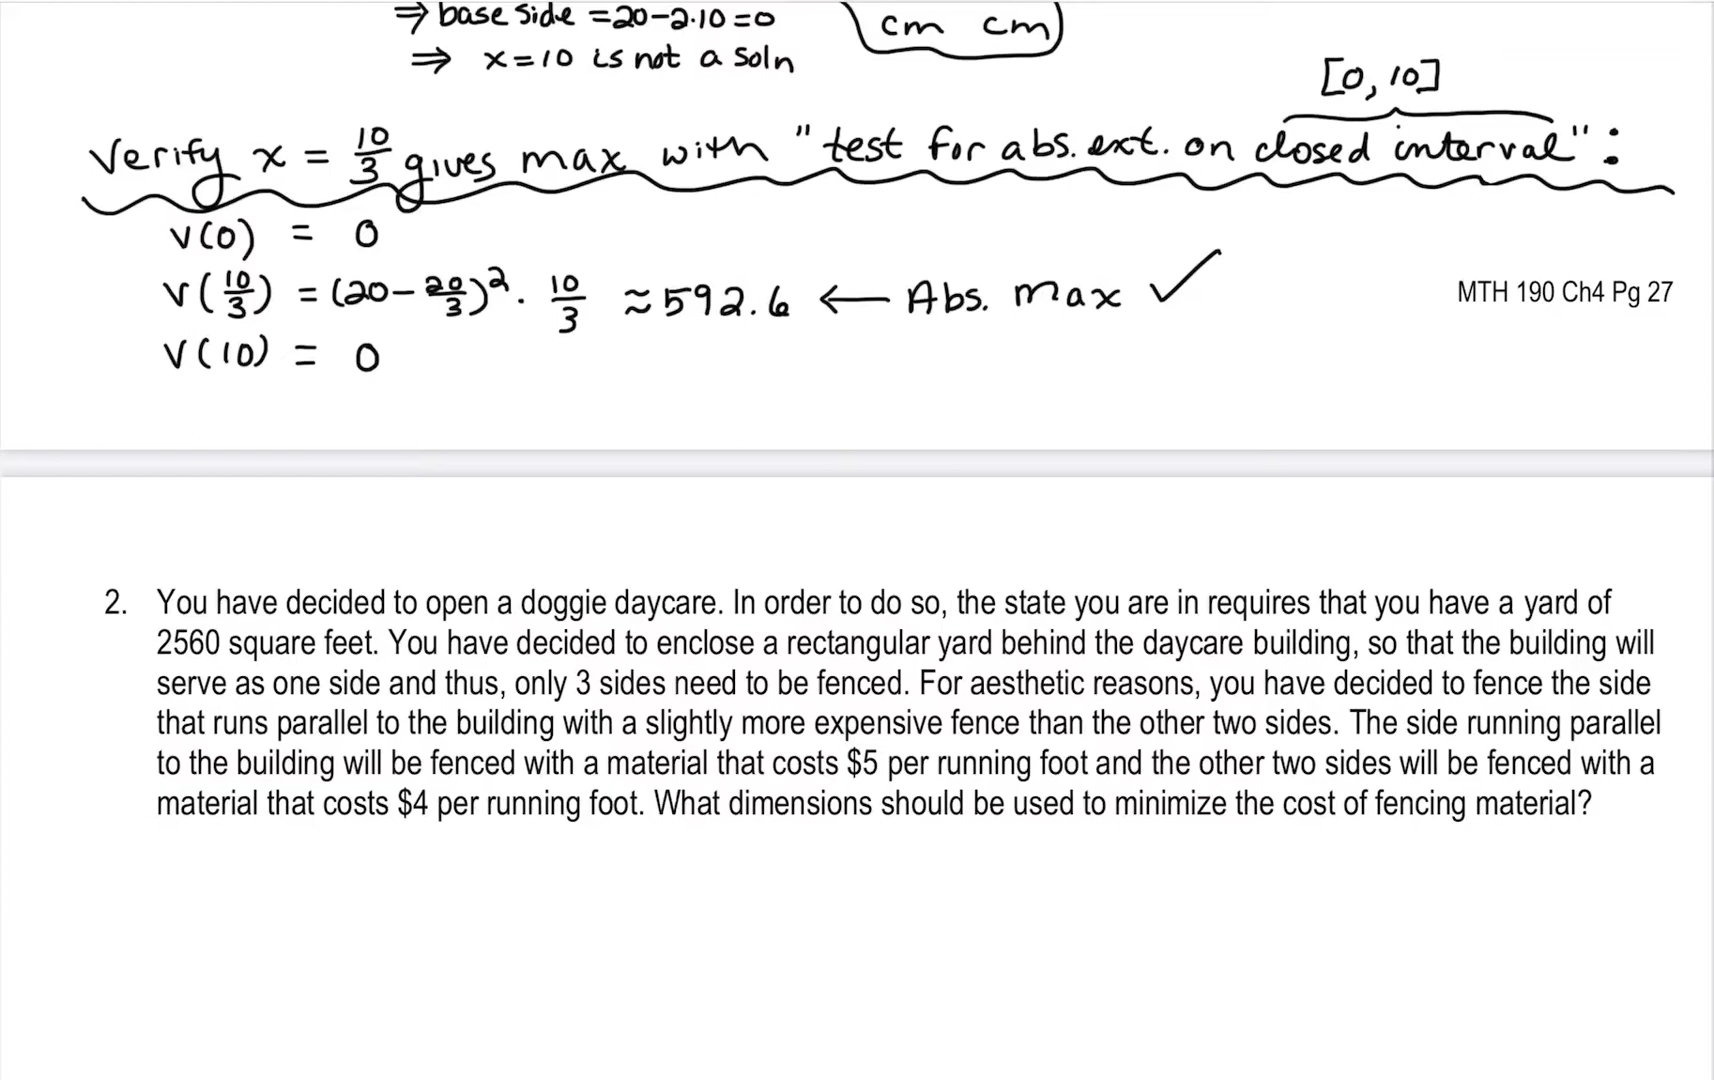 ⇒ base side = 20-2·10 = 0
cm cm
⇒ x = 10 is not a soln
[0, 10]
Verify x = 10/3 gives max with "test for abs. ext. on closed interval":
V(0) = 0
V(10/3) = (20 - 20/3)². 10/3 ≈ 592.6 ← Abs. max ✓
MTH 190 Ch4 Pg 27
V(10) = 0
2. You have decided to open a doggie daycare. In order to do so, the state you are in requires that you have a yard of
2560 square feet. You have decided to enclose a rectangular yard behind the daycare building, so that the building will
serve as one side and thus, only 3 sides need to be fenced. For aesthetic reasons, you have decided to fence the side
that runs parallel to the building with a slightly more expensive fence than the other two sides. The side running parallel
to the building will be fenced with a material that costs $5 per running foot and the other two sides will be fenced with a
material that costs $4 per running foot. What dimensions should be used to minimize the cost of fencing material?